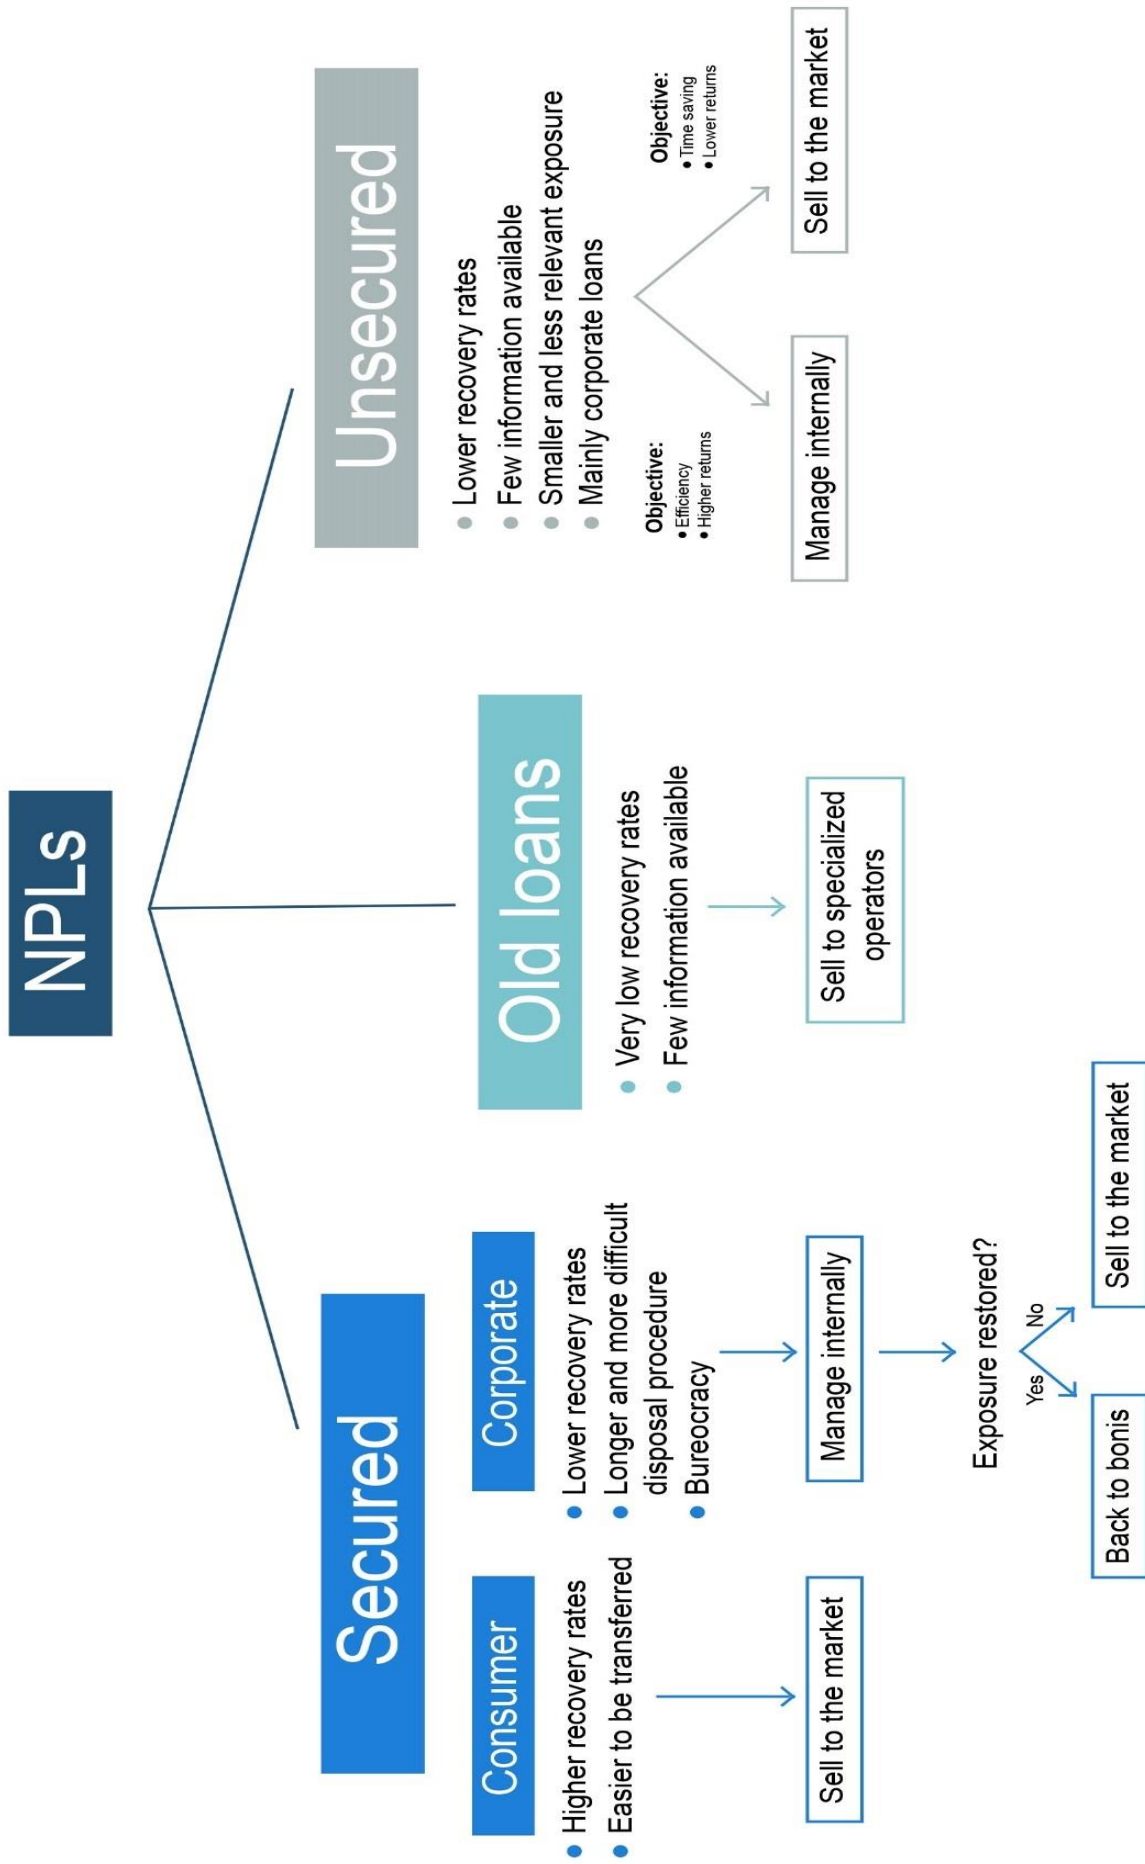 NPLs
Secured
Consumer
• Higher recovery rates
• Easier to be transferred
Sell to the market
Corporate
• Lower recovery rates
• Longer and more difficult
disposal procedure
• Bureocracy
Manage internally
Exposure restored?
Yes
No
Back to bonis
Sell to the market
Old loans
• Very low recovery rates
• Few information available
Sell to specialized
operators
Unsecured
• Lower recovery rates
• Few information available
• Smaller and less relevant exposure
• Mainly corporate loans
Objective:
• Efficiency
• Higher returns
Manage internally
Objective:
• Time saving
• Lower returns
Sell to the market